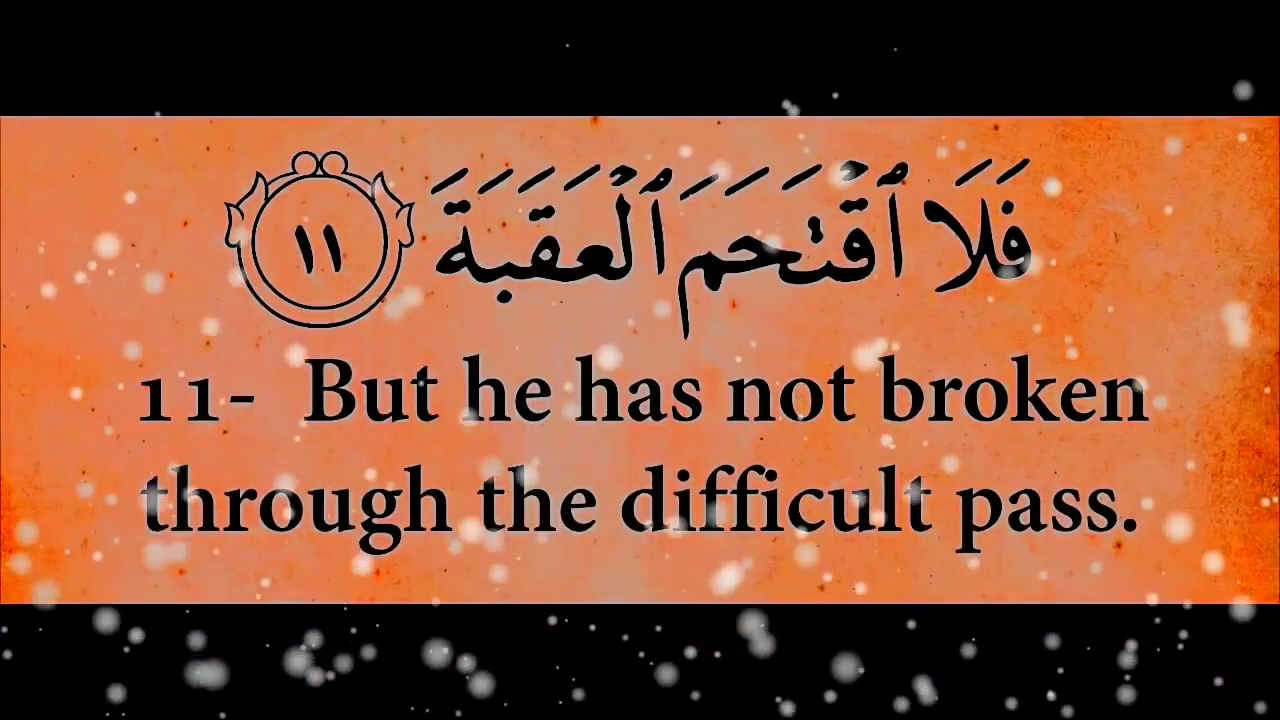 فَلَا ٱقْتَحَمَ ٱلْعَقَبَةَ ١١
11- But he has not broken
through the difficult pass.